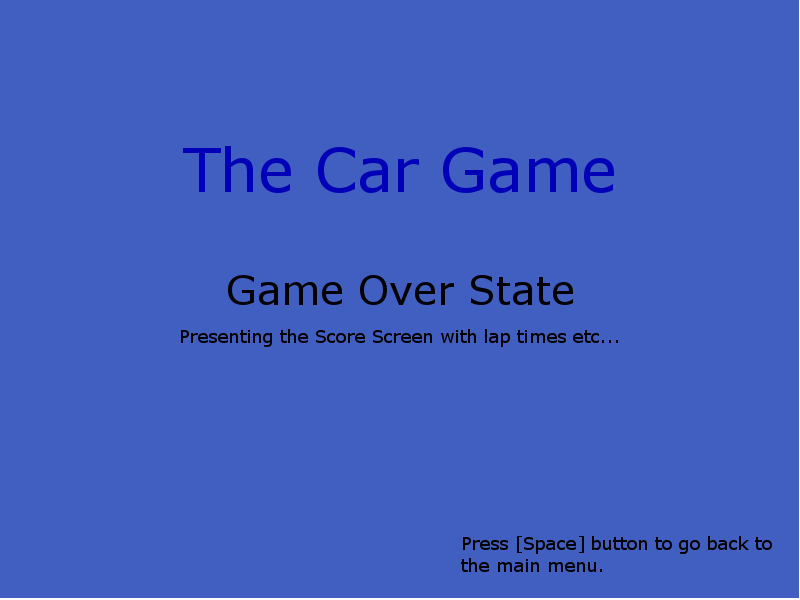 The Car Game
Game Over State
Presenting the Score Screen with lap times etc...
Press [Space] button to go back to
the main menu.